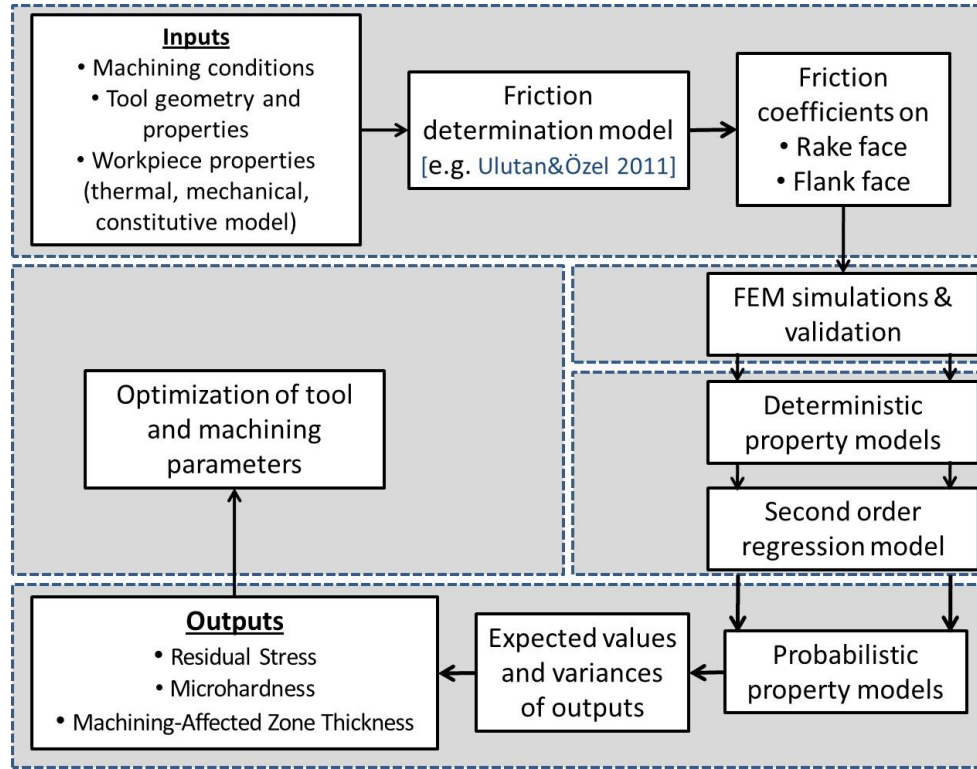 Inputs
• Machining conditions
• Tool geometry and
properties
• Workpiece properties
(thermal, mechanical,
constitutive model)
Friction
determination model
[e.g. Ulutan&Özel 2011]
Friction
coefficients on
• Rake face
• Flank face
FEM simulations &
validation
Deterministic
property models
Second order
regression model
Probabilistic
property models
Expected values
and variances
of outputs
Outputs
• Residual Stress
• Microhardness
• Machining-Affected Zone Thickness
Optimization of tool
and machining
parameters